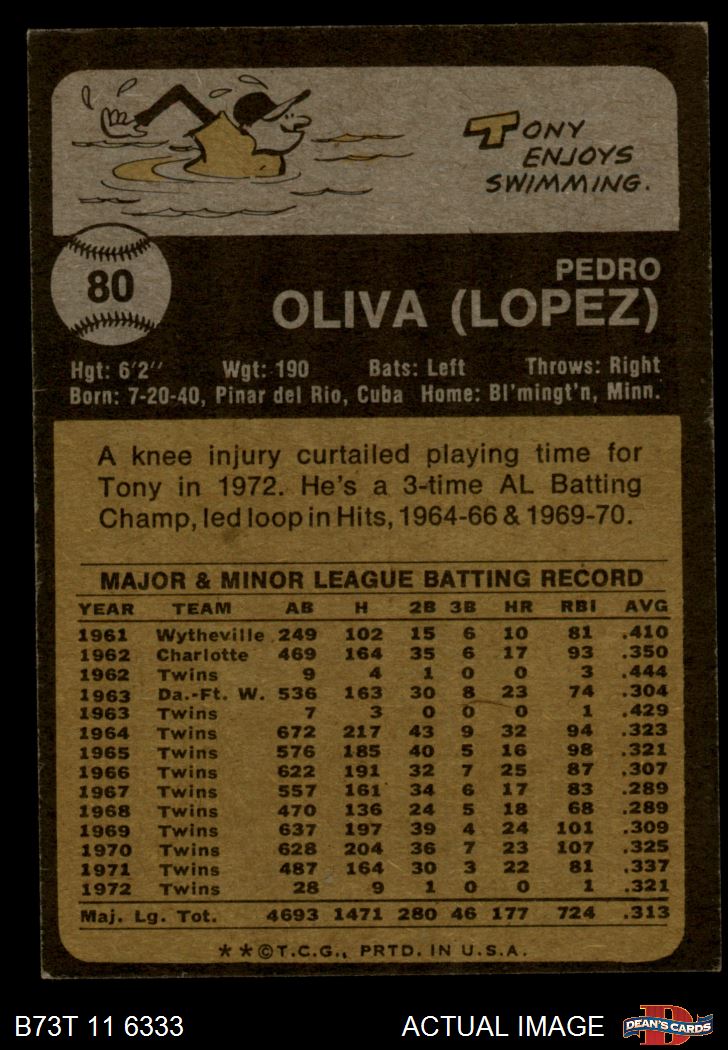 TONY
ENJOYS
SWIMMING.
80
PEDRO
OLIVA (LOPEZ)
Hgt: 6'2" Wgt: 190 Bats: Left Throws: Right
Born: 7-20-40, Pinar del Rio, Cuba Home: Bl'mingt'n, Minn.
A knee injury curtailed playing time for
Tony in 1972. He's a 3-time AL Batting
Champ, led loop in Hits, 1964-66 & 1969-70.
MAJOR & MINOR LEAGUE BATTING RECORD
YEAR TEAM AB H 2B 3B HR RBI AVG
1961 Wytheville 249 102 15 6 10 81 .410
1962 Charlotte 469 164 35 6 17 93 .350
1962 Twins 9 4 1 0 0 3 .444
1963 Da.-Ft. W. 536 163 30 8 23 74 .304
1963 Twins 7 3 0 0 0 1 .429
1964 Twins 672 217 43 9 32 94 .323
1965 Twins 576 185 40 5 16 98 .321
1966 Twins 622 191 32 7 25 87 .307
1967 Twins 557 161 34 6 17 83 .289
1968 Twins 470 136 24 5 18 68 .289
1969 Twins 637 197 39 4 24 101 .309
1970 Twins 628 204 36 7 23 107 .325
1971 Twins 487 164 30 3 22 81 .337
1972 Twins 28 9 1 0 0 1 .321
Maj. Lg. Tot. 4693 1471 280 46 177 724 .313
**©T.C.G., PRTD. IN U.S.A.
B73T 11 6333 ACTUAL IMAGE D DEAN'S CARDS